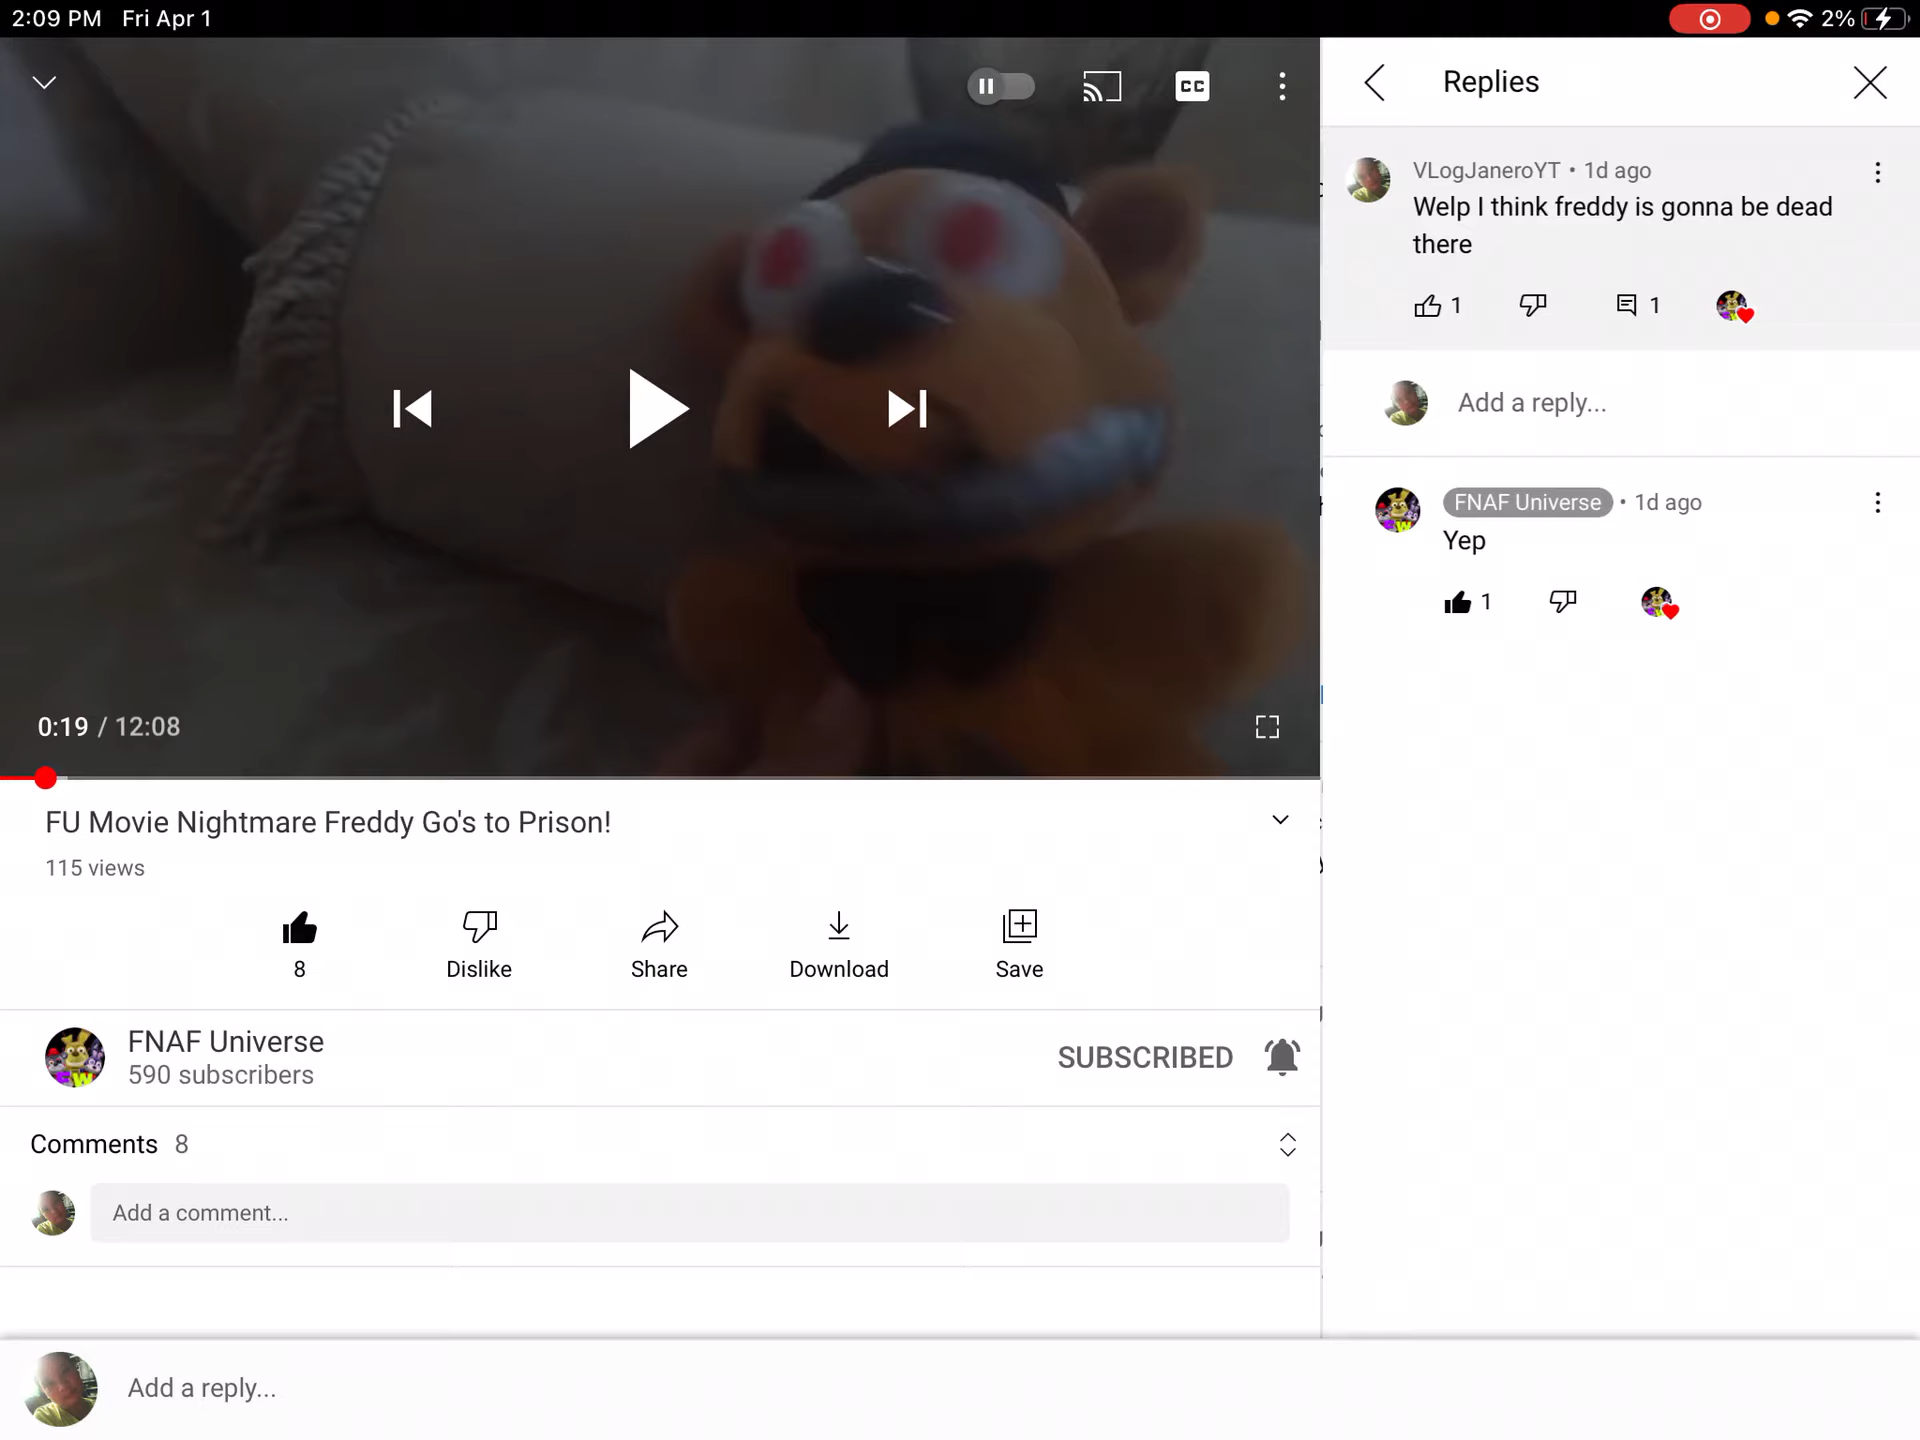 2:09 PM Fri Apr 1
2%
CC
0:19 / 12:08
FU Movie Nightmare Freddy Go's to Prison!
115 views
8
Dislike
Share
Download
Save
FNAF Universe
590 subscribers
SUBSCRIBED
Comments 8
Add a comment...
Replies
VLogJaneroYT • 1d ago
Welp I think freddy is gonna be dead
there
1
1
Add a reply...
FNAF Universe • 1d ago
Yep
1
Add a reply...